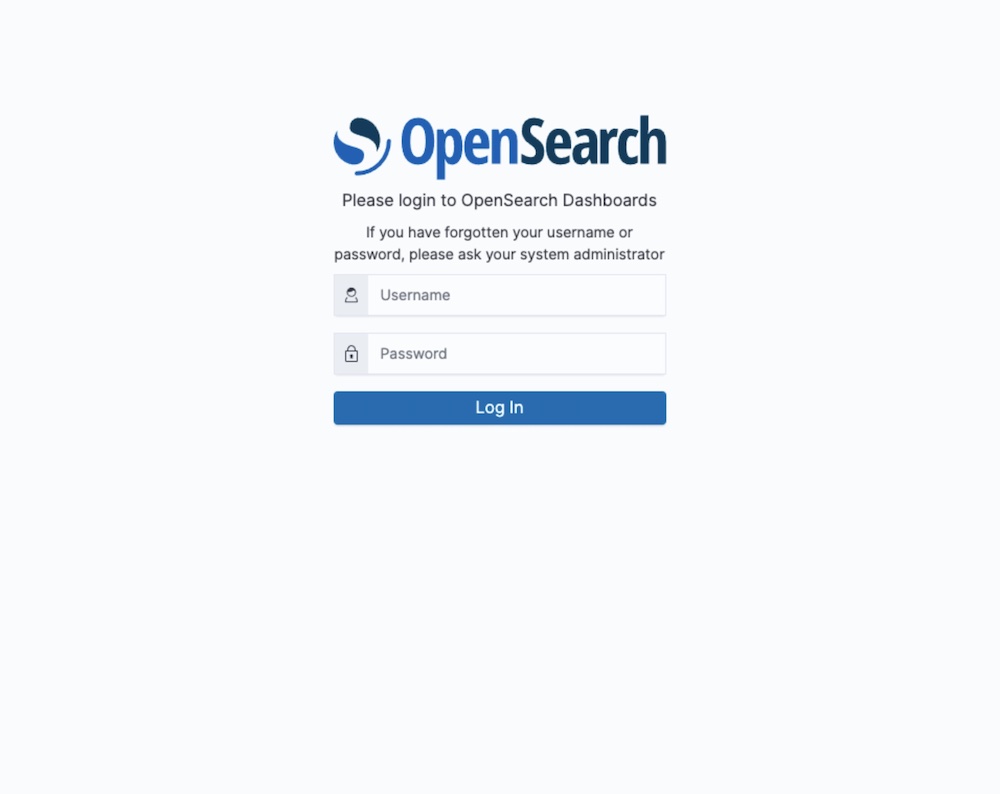 OpenSearch
Please login to OpenSearch Dashboards
If you have forgotten your username or
password, please ask your system administrator
Username
Password
Log In